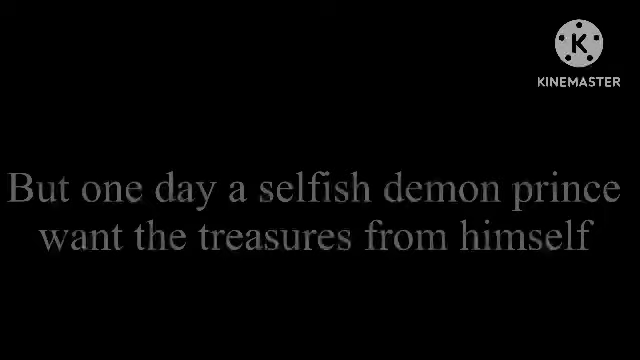 K
KINEMASTER
But one day a selfish demon prince
want the treasures from himself